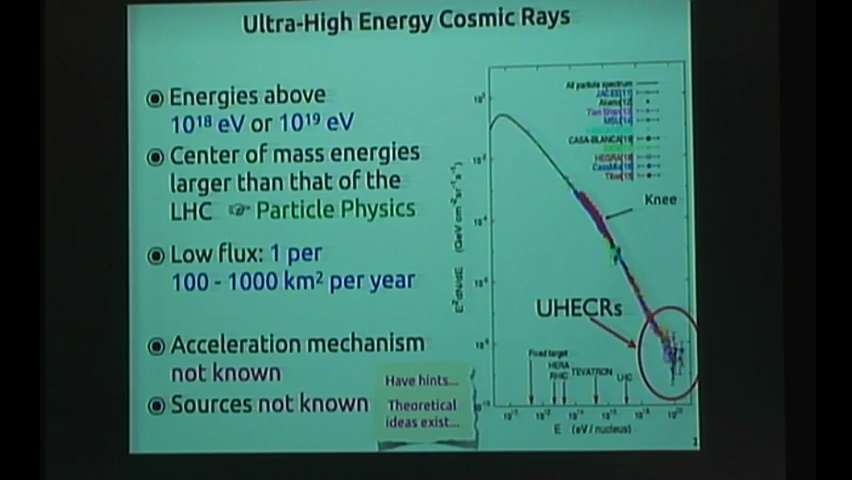 Ultra-High Energy Cosmic Rays
Energies above
10¹⁸ eV or 10¹⁹ eV
Center of mass energies
larger than that of the
LHC ☞ Particle Physics
Low flux: 1 per
100 - 1000 km² per year
Acceleration mechanism
not known
Sources not known
Have hints...
Theoretical
ideas exist...
All particle spectrum
CASA-BLANCA
Knee
UHECRs
Fixed target
HERA
RHIC
TEVATRON
LHC
E (eV / nucleus)